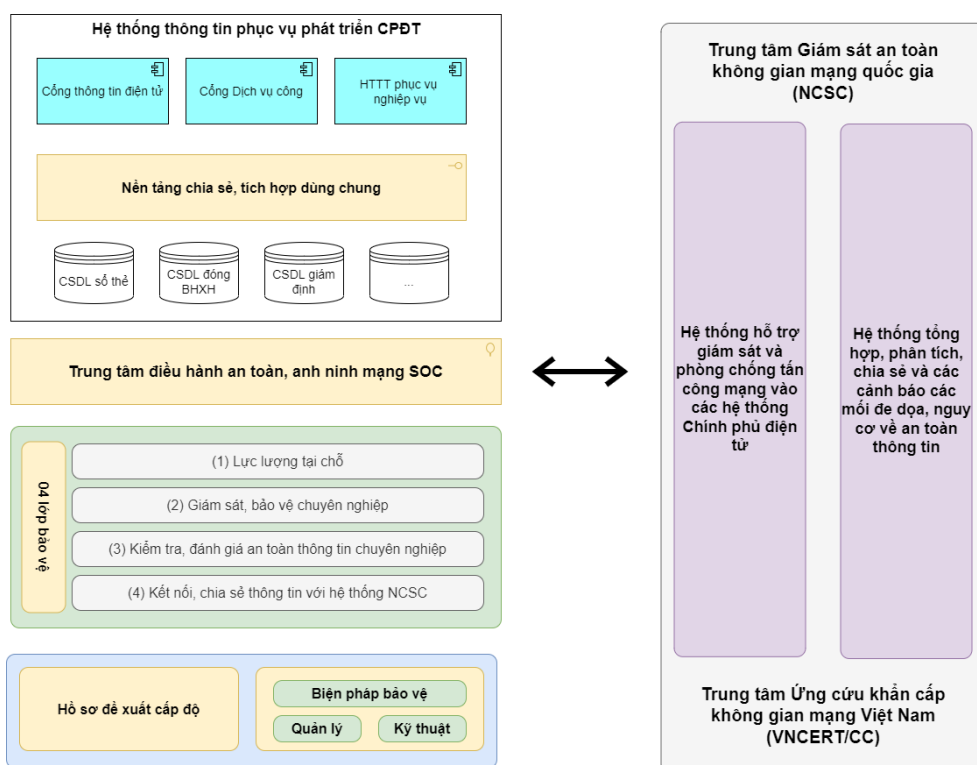 Hệ thống thông tin phục vụ phát triển CPĐT
Cổng thông tin điện tử
Cổng Dịch vụ công
HTTT phục vụ
nghiệp vụ
Nền tảng chia sẻ, tích hợp dùng chung
CSDL sổ thẻ
CSDL đóng
BHXH
CSDL giám
định
...
Trung tâm điều hành an toàn, anh ninh mạng SOC
04 lớp bảo vệ
(1) Lực lượng tại chỗ
(2) Giám sát, bảo vệ chuyên nghiệp
(3) Kiểm tra, đánh giá an toàn thông tin chuyên nghiệp
(4) Kết nối, chia sẻ thông tin với hệ thống NCSC
Hồ sơ đề xuất cấp độ
Biện pháp bảo vệ
Quản lý
Kỹ thuật
Trung tâm Giám sát an toàn
không gian mạng quốc gia
(NCSC)
Hệ thống hỗ trợ
giám sát và
phòng chống tấn
công mạng vào
các hệ thống
Chính phủ điện
tử
Hệ thống tổng
hợp, phân tích,
chia sẻ và các
cảnh báo các
mối đe dọa, nguy
cơ về an toàn
thông tin
Trung tâm Ứng cứu khẩn cấp
không gian mạng Việt Nam
(VNCERT/CC)